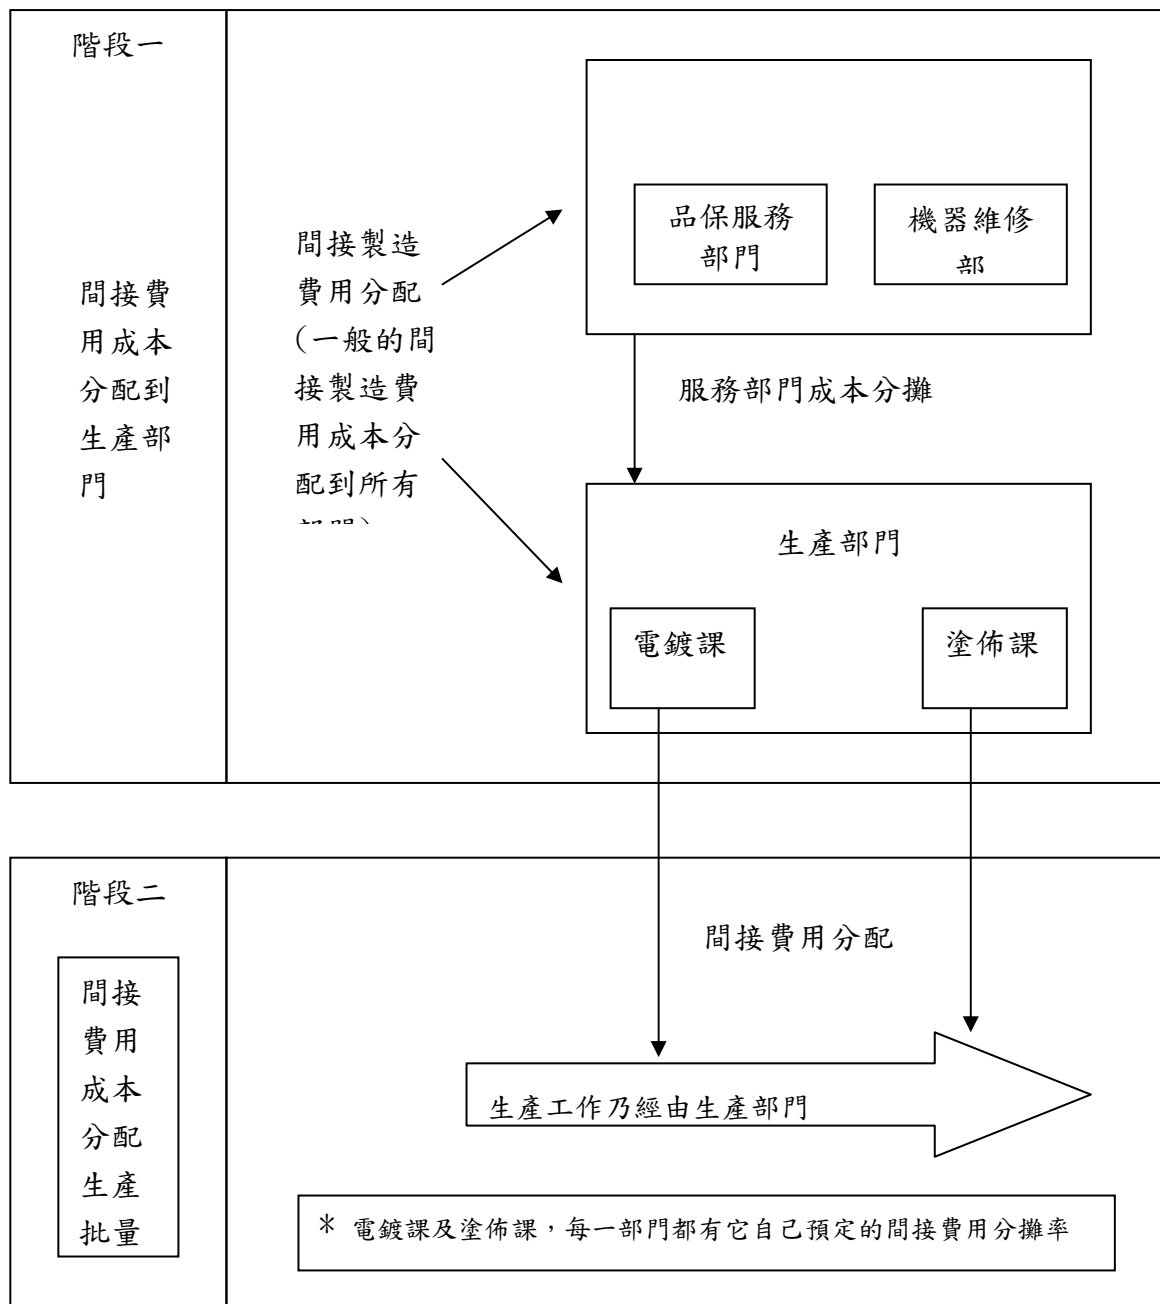 階段一
間接費
用成本
分配到
生產部
門
間接製造
費用分配
(一般的間
接製造費
用成本分
配到所有
品保服務
部門
機器維修
部
服務部門成本分攤
生產部門
電鍍課
塗佈課
階段二
間接
費用
成本
分配
生產
批量
間接費用分配
生產工作乃經由生產部門
* 電鍍課及塗佈課,每一部門都有它自己預定的間接費用分攤率